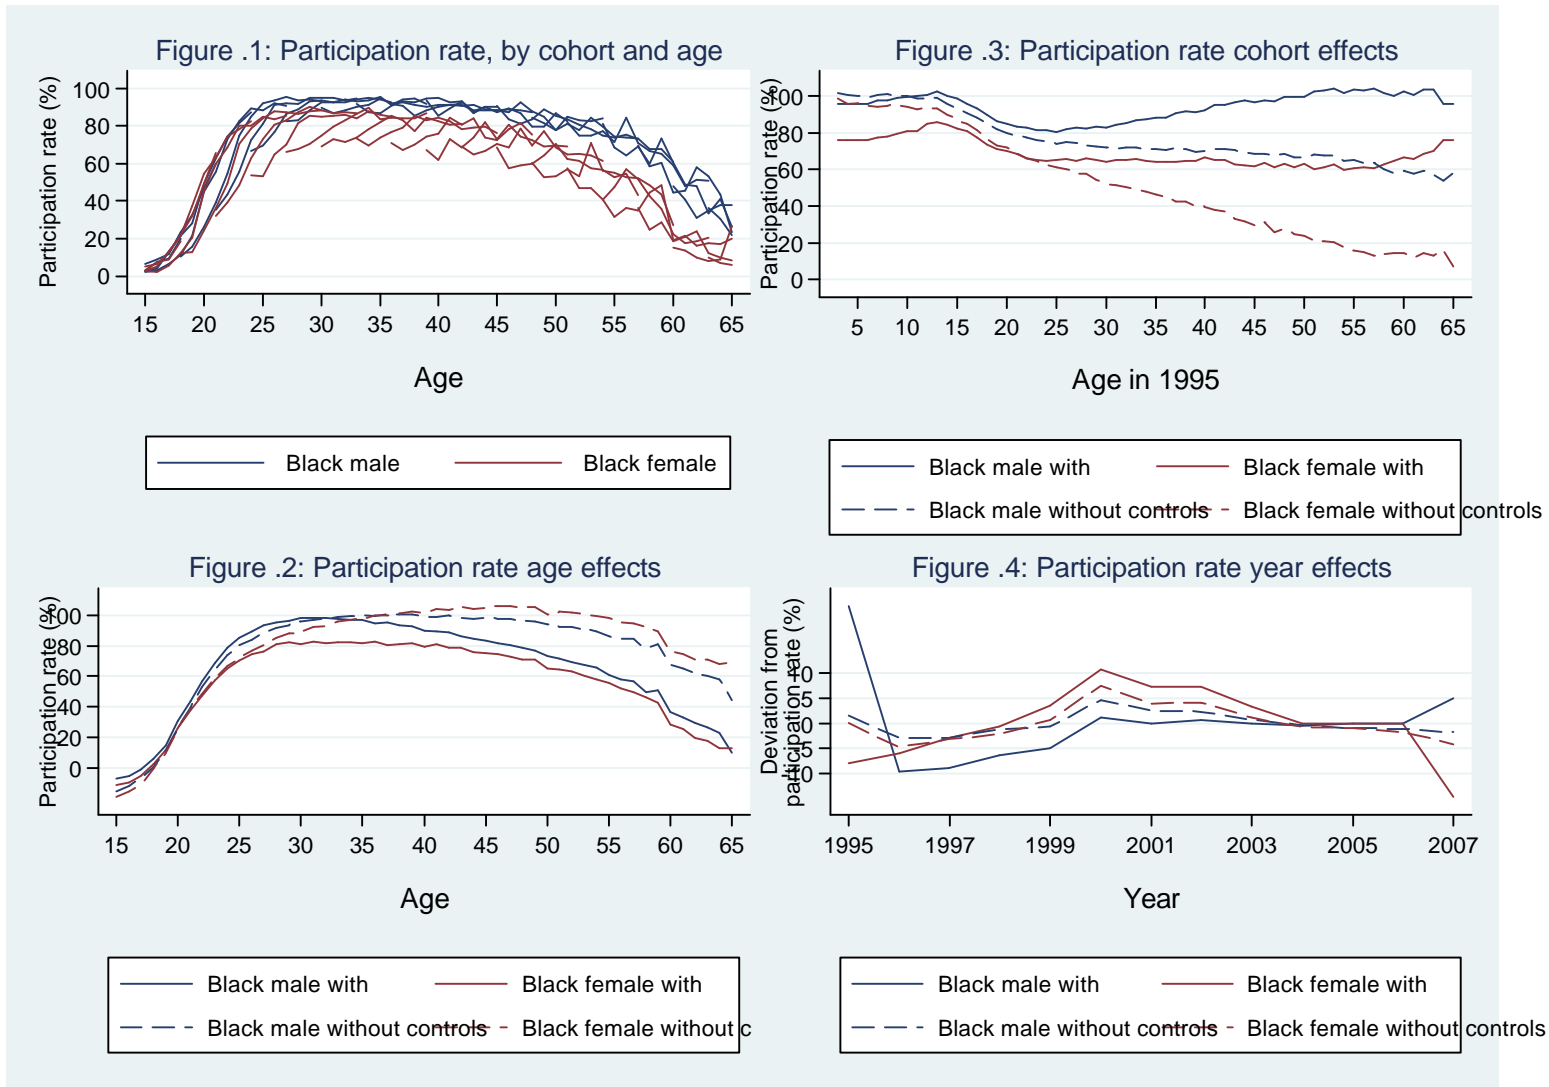 Figure .1: Participation rate, by cohort and age
Participation rate (%)
100
80
60
40
20
0
15 20 25 30 35 40 45 50 55 60 65
Age
Black male
Black female
Figure .3: Participation rate cohort effects
Participation rate (%)
100
80
60
40
20
0
5 10 15 20 25 30 35 40 45 50 55 60 65
Age in 1995
Black male with
Black female with
Black male without controls
Black female without controls
Figure .2: Participation rate age effects
Participation rate (%)
100
80
60
40
20
0
15 20 25 30 35 40 45 50 55 60 65
Age
Black male with
Black female with
Black male without controls
Black female without c
Figure .4: Participation rate year effects
Deviation from
participation rate (%)
10
5
0
-5
-10
1995 1997 1999 2001 2003 2005 2007
Year
Black male with
Black female with
Black male without controls
Black female without controls